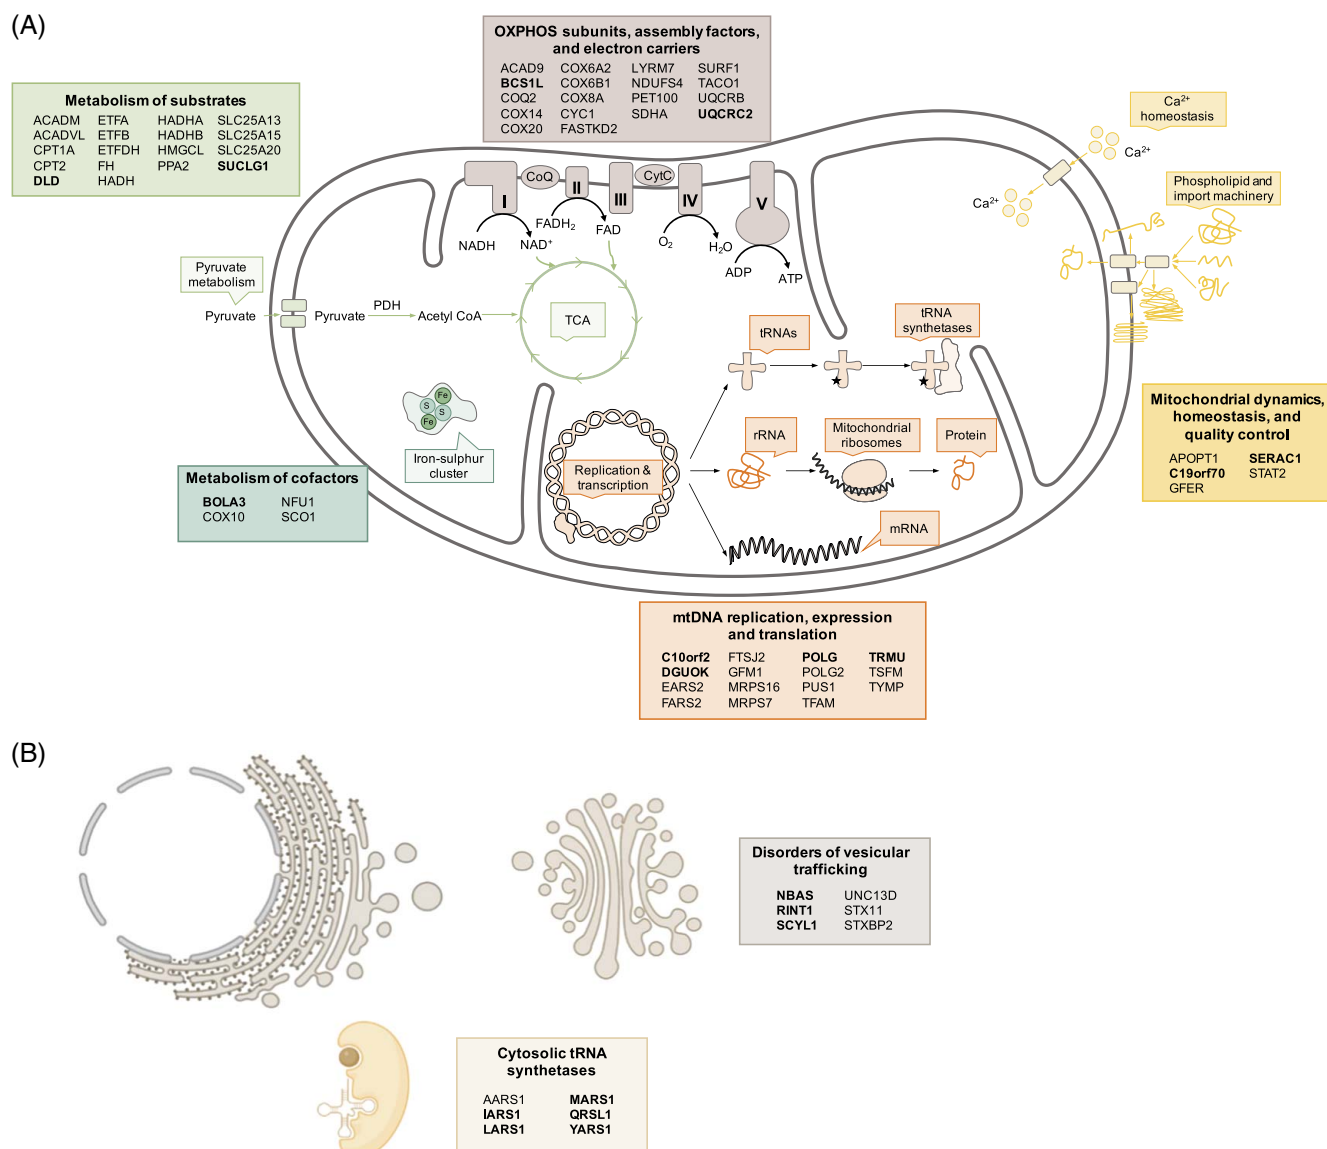 (A)
OXPHOS subunits, assembly factors,
and electron carriers
ACAD9 COX6A2 LYRM7 SURF1
BCS1L COX6B1 NDUFS4 TACO1
COQ2 COX8A PET100 UQCRB
COX14 CYC1 SDHA UQCRC2
COX20 FASTKD2
Metabolism of substrates
ACADM ETFA HADHA SLC25A13
ACADVL ETFB HADHB SLC25A15
CPT1A ETFDH HMGCL SLC25A20
CPT2 FH PPA2 SUCLG1
DLD HADH
Ca2+
homeostasis
Ca2+
Ca2+
Phospholipid and
import machinery
CoQ
CytC
I
II
III
IV
V
NADH
NAD+
FADH2
FAD
O2
H2O
ADP
ATP
Pyruvate
metabolism
Pyruvate
Pyruvate
PDH
Acetyl CoA
TCA
tRNAs
tRNA
synthetases
Fe
S
S
Fe
Iron-sulphur
cluster
Replication &
transcription
rRNA
Mitochondrial
ribosomes
Protein
mRNA
Mitochondrial dynamics,
homeostasis, and
quality control
APOPT1 SERAC1
C19orf70 STAT2
GFER
Metabolism of cofactors
BOLA3 NFU1
COX10 SCO1
mtDNA replication, expression
and translation
C10orf2 FTSJ2 POLG TRMU
DGUOK GFM1 POLG2 TSFM
EARS2 MRPS16 PUS1 TYMP
FARS2 MRPS7 TFAM
(B)
Disorders of vesicular
trafficking
NBAS UNC13D
RINT1 STX11
SCYL1 STXBP2
Cytosolic tRNA
synthetases
AARS1 MARS1
IARS1 QRSL1
LARS1 YARS1